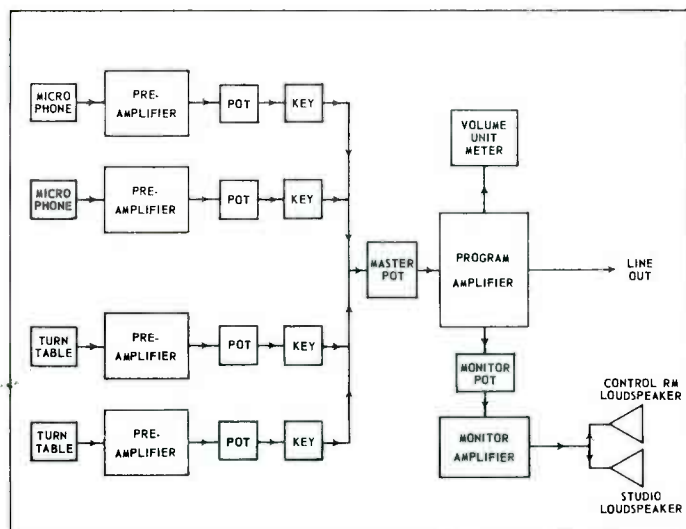 MICRO
PHONE
PRE-
AMPLIFIER
POT
KEY
MICRO
PHONE
PRE-
AMPLIFIER
POT
KEY
VOLUME
UNIT
METER
MASTER
POT
PROGRAM
AMPLIFIER
LINE
OUT
TURN
TABLE
PRE-
AMPLIFIER
POT
KEY
TURN
TABLE
PRE-
AMPLIFIER
POT
KEY
MONITOR
POT
MONITOR
AMPLIFIER
CONTROL RM
LOUDSPEAKER
STUDIO
LOUDSPEAKER